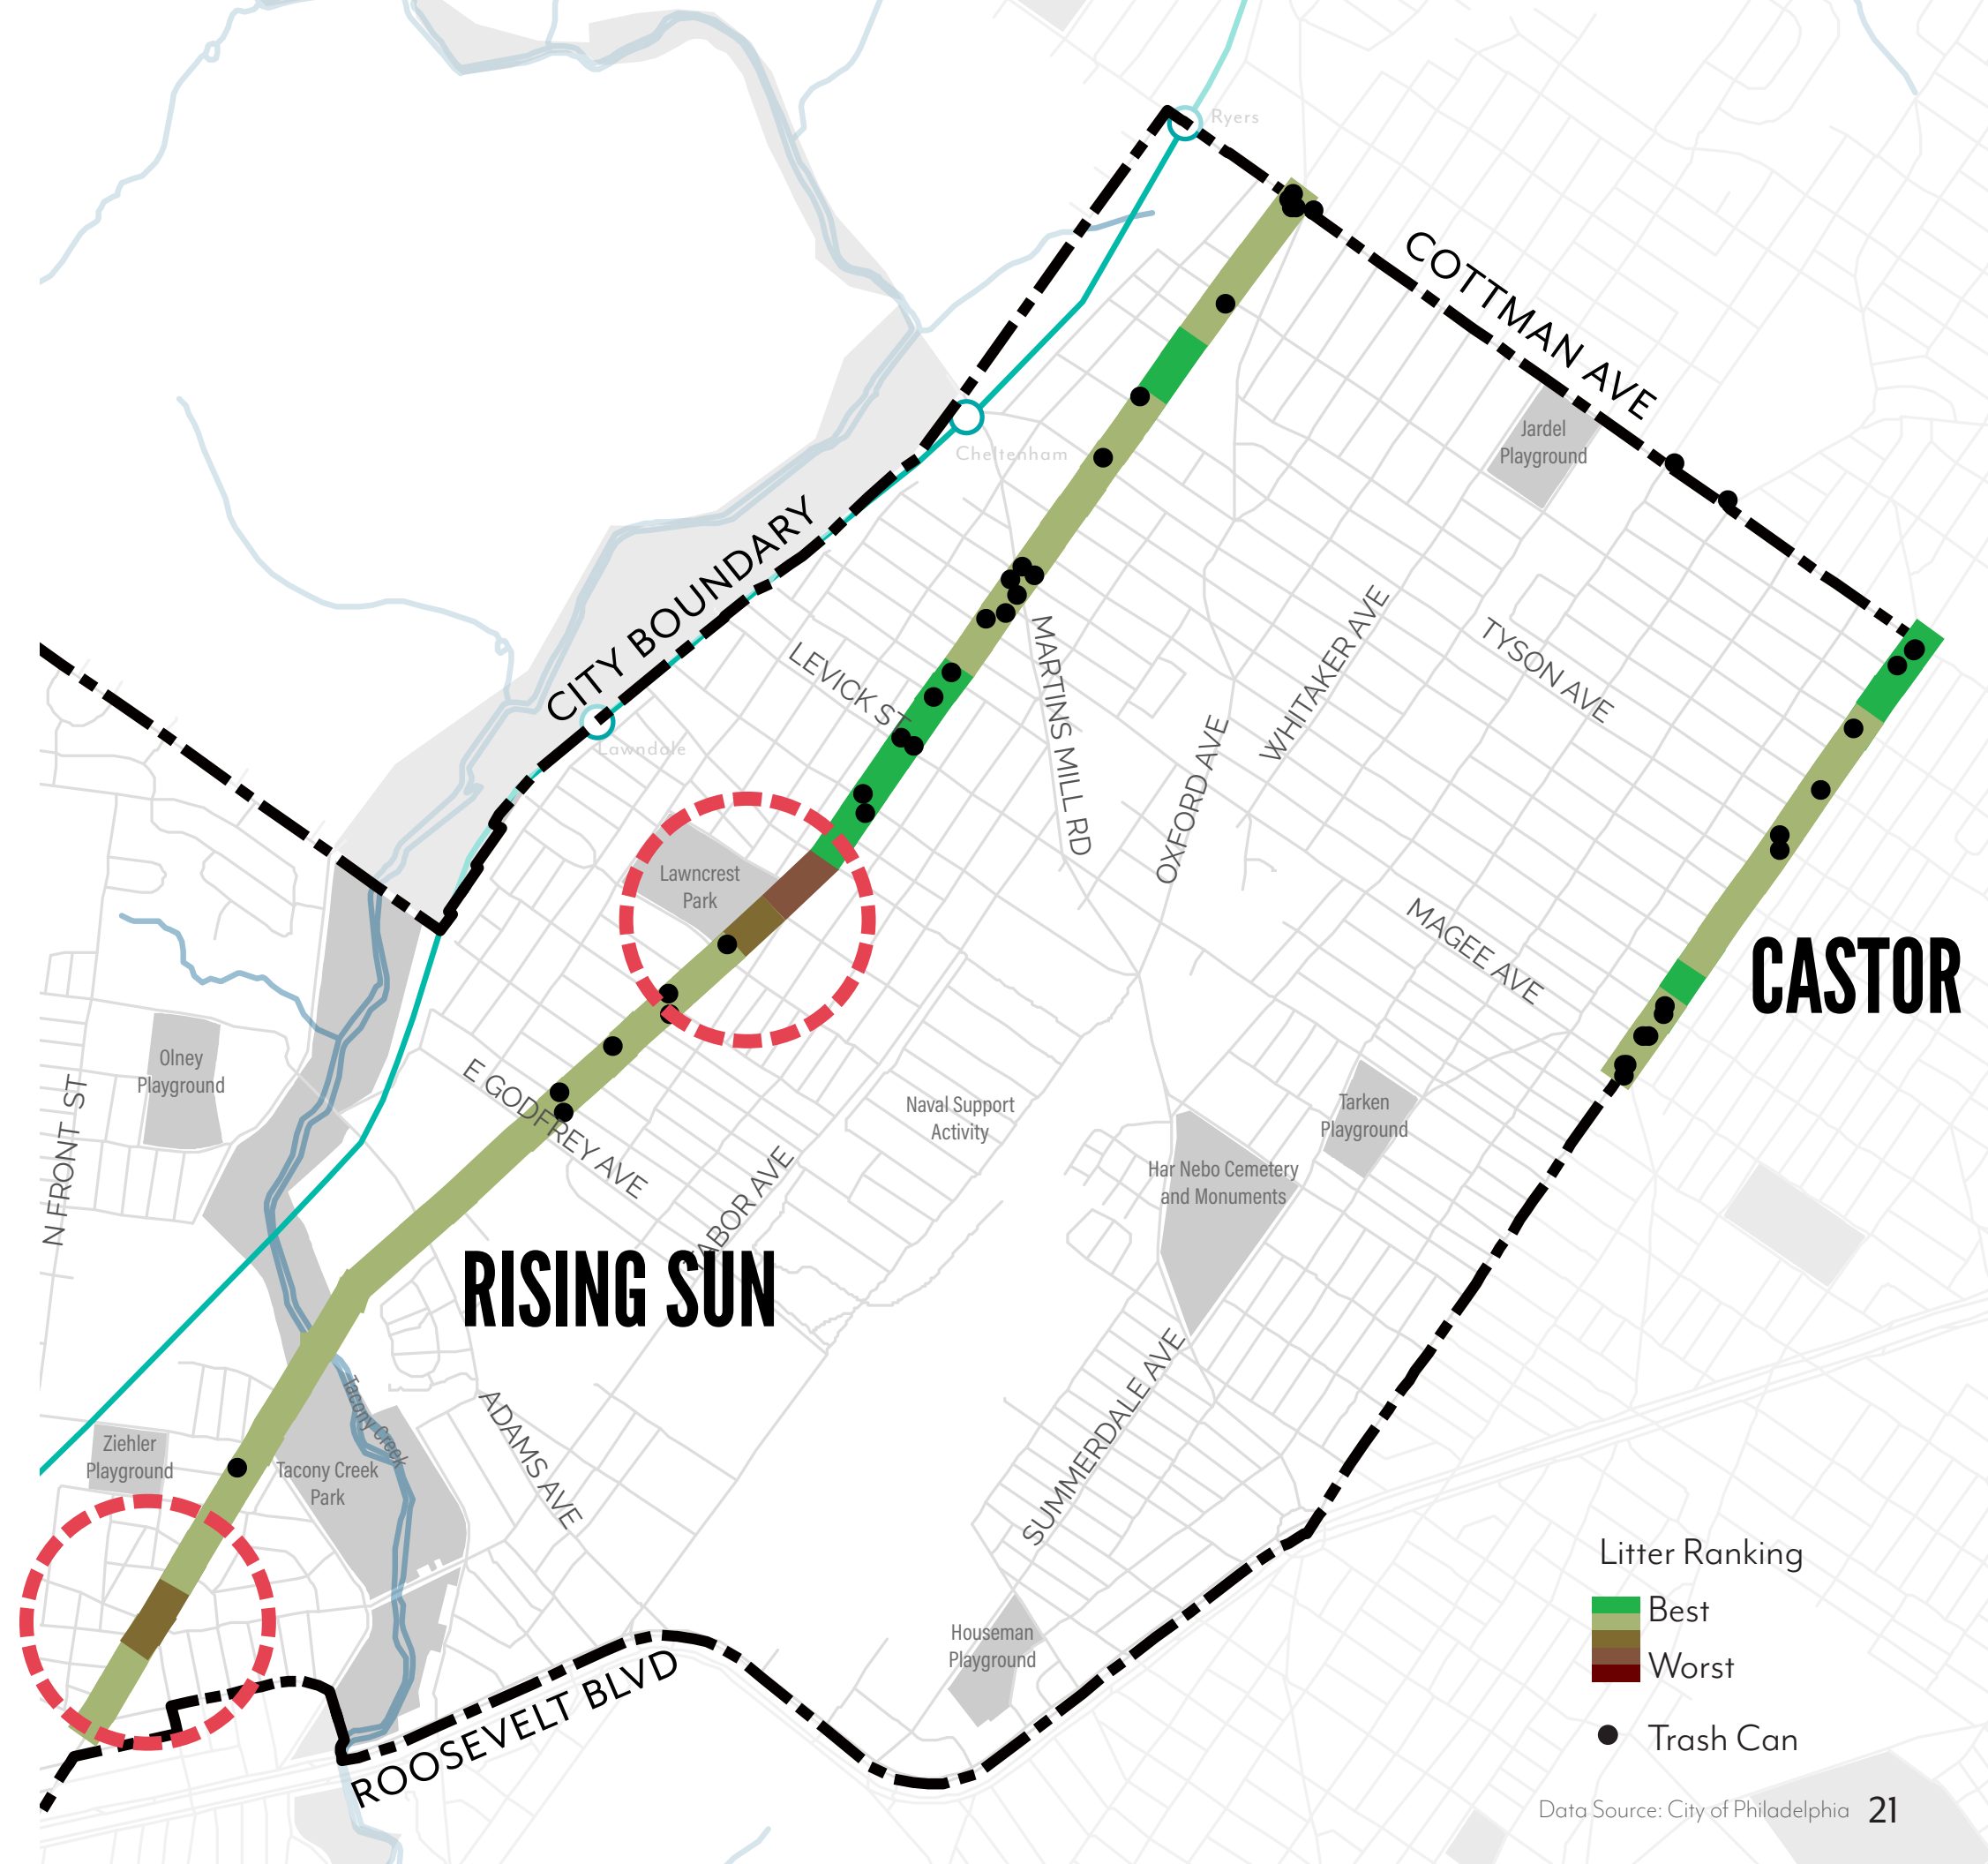 Ryers
COTTMAN AVE
Jardel
Playground
Cheltenham
CITY BOUNDARY
LEVICK ST
MARTINS MILL RD
WHITAKER AVE
TYSON AVE
Lawndale
OXFORD AVE
Lawncrest
Park
MAGEE AVE
CASTOR
Olney
Playground
N FRONT ST
E GODFREY AVE
Naval Support
Activity
Tarken
Playground
Har Nebo Cemetery
and Monuments
TABOR AVE
RISING SUN
Tacony Creek
ADAMS AVE
SUMMERDALE AVE
Ziehler
Playground
Tacony Creek
Park
Houseman
Playground
ROOSEVELT BLVD
Litter Ranking
Best
Worst
Trash Can
Data Source: City of Philadelphia 21